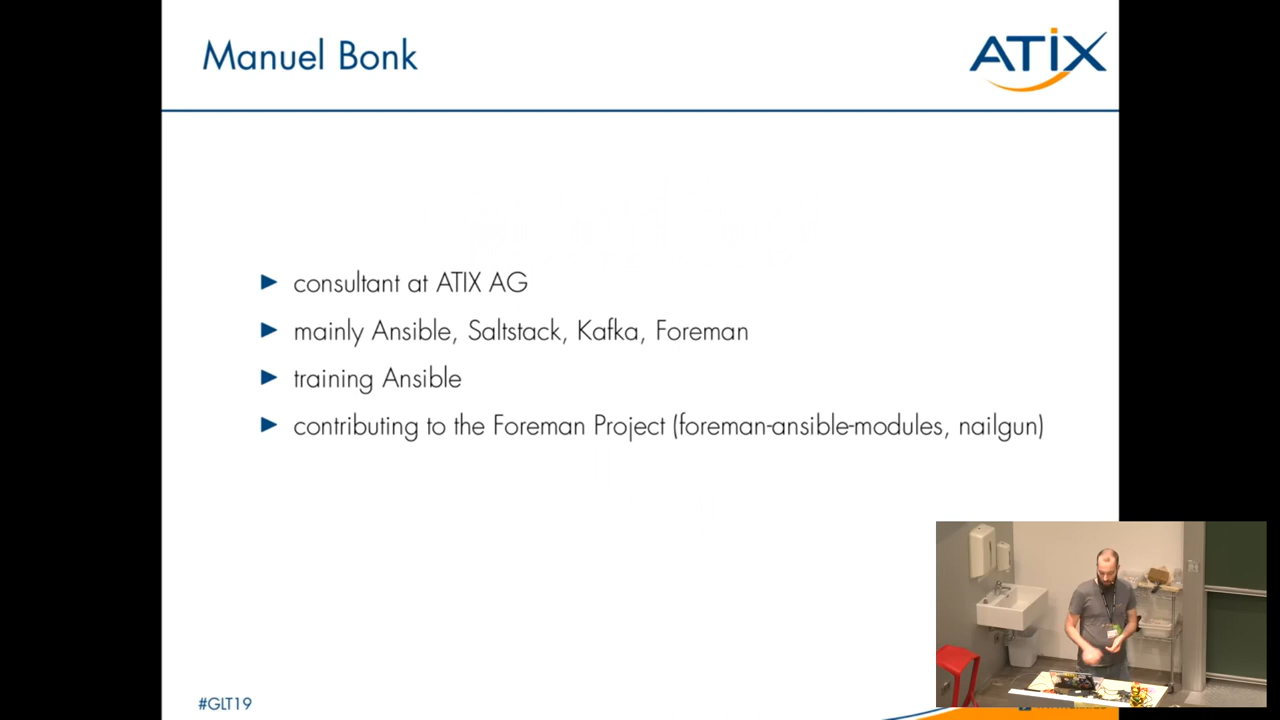 Manuel Bonk
ATIX
► consultant at ATIX AG
► mainly Ansible, Saltstack, Kafka, Foreman
► training Ansible
► contributing to the Foreman Project (foreman-ansible-modules, nailgun)
#GLT19